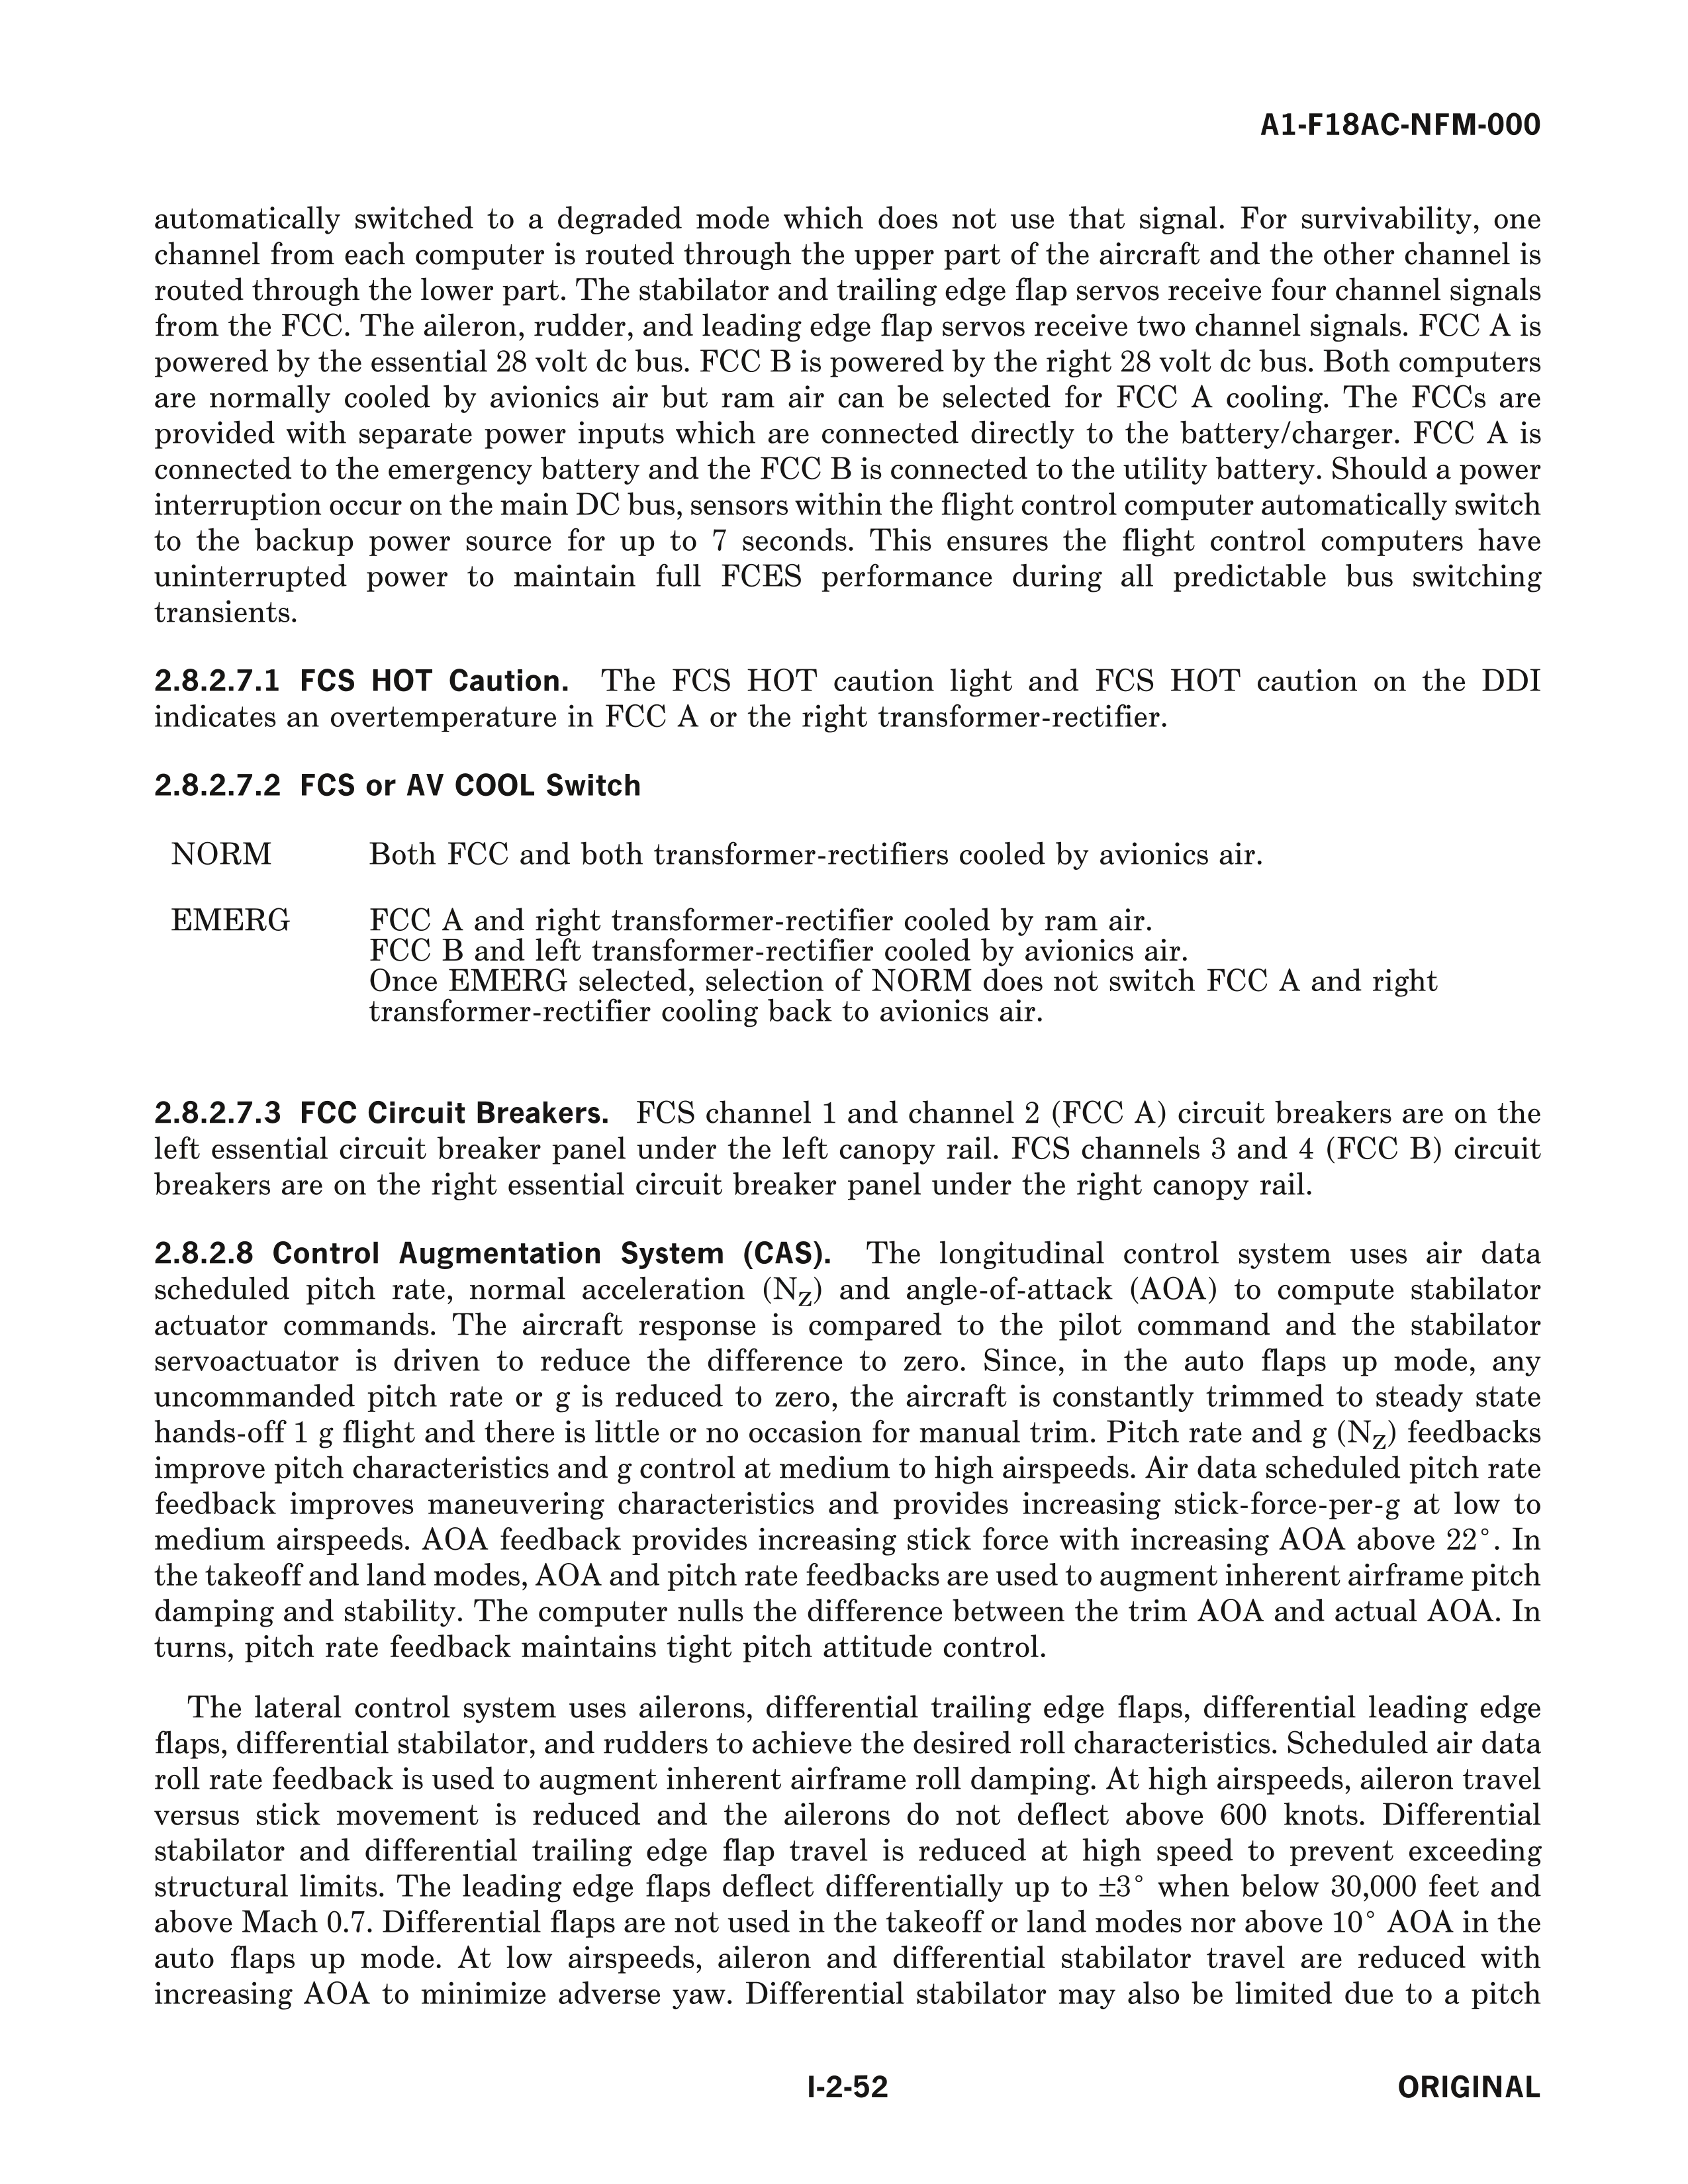 A1-F18AC-NFM-000
automatically switched to a degraded mode which does not use that signal. For survivability, one
channel from each computer is routed through the upper part of the aircraft and the other channel is
routed through the lower part. The stabilator and trailing edge flap servos receive four channel signals
from the FCC. The aileron, rudder, and leading edge flap servos receive two channel signals. FCC A is
powered by the essential 28 volt dc bus. FCC B is powered by the right 28 volt dc bus. Both computers
are normally cooled by avionics air but ram air can be selected for FCC A cooling. The FCCs are
provided with separate power inputs which are connected directly to the battery/charger. FCC A is
connected to the emergency battery and the FCC B is connected to the utility battery. Should a power
interruption occur on the main DC bus, sensors within the flight control computer automatically switch
to the backup power source for up to 7 seconds. This ensures the flight control computers have
uninterrupted power to maintain full FCES performance during all predictable bus switching
transients.
2.8.2.7.1 FCS HOT Caution. The FCS HOT caution light and FCS HOT caution on the DDI
indicates an overtemperature in FCC A or the right transformer-rectifier.
2.8.2.7.2 FCS or AV COOL Switch
NORM Both FCC and both transformer-rectifiers cooled by avionics air.
EMERG FCC A and right transformer-rectifier cooled by ram air.
FCC B and left transformer-rectifier cooled by avionics air.
Once EMERG selected, selection of NORM does not switch FCC A and right
transformer-rectifier cooling back to avionics air.
2.8.2.7.3 FCC Circuit Breakers. FCS channel 1 and channel 2 (FCC A) circuit breakers are on the
left essential circuit breaker panel under the left canopy rail. FCS channels 3 and 4 (FCC B) circuit
breakers are on the right essential circuit breaker panel under the right canopy rail.
2.8.2.8 Control Augmentation System (CAS). The longitudinal control system uses air data
scheduled pitch rate, normal acceleration (NZ) and angle-of-attack (AOA) to compute stabilator
actuator commands. The aircraft response is compared to the pilot command and the stabilator
servoactuator is driven to reduce the difference to zero. Since, in the auto flaps up mode, any
uncommanded pitch rate or g is reduced to zero, the aircraft is constantly trimmed to steady state
hands-off 1 g flight and there is little or no occasion for manual trim. Pitch rate and g (NZ) feedbacks
improve pitch characteristics and g control at medium to high airspeeds. Air data scheduled pitch rate
feedback improves maneuvering characteristics and provides increasing stick-force-per-g at low to
medium airspeeds. AOA feedback provides increasing stick force with increasing AOA above 22°. In
the takeoff and land modes, AOA and pitch rate feedbacks are used to augment inherent airframe pitch
damping and stability. The computer nulls the difference between the trim AOA and actual AOA. In
turns, pitch rate feedback maintains tight pitch attitude control.
The lateral control system uses ailerons, differential trailing edge flaps, differential leading edge
flaps, differential stabilator, and rudders to achieve the desired roll characteristics. Scheduled air data
roll rate feedback is used to augment inherent airframe roll damping. At high airspeeds, aileron travel
versus stick movement is reduced and the ailerons do not deflect above 600 knots. Differential
stabilator and differential trailing edge flap travel is reduced at high speed to prevent exceeding
structural limits. The leading edge flaps deflect differentially up to ±3° when below 30,000 feet and
above Mach 0.7. Differential flaps are not used in the takeoff or land modes nor above 10° AOA in the
auto flaps up mode. At low airspeeds, aileron and differential stabilator travel are reduced with
increasing AOA to minimize adverse yaw. Differential stabilator may also be limited due to a pitch
I-2-52 ORIGINAL